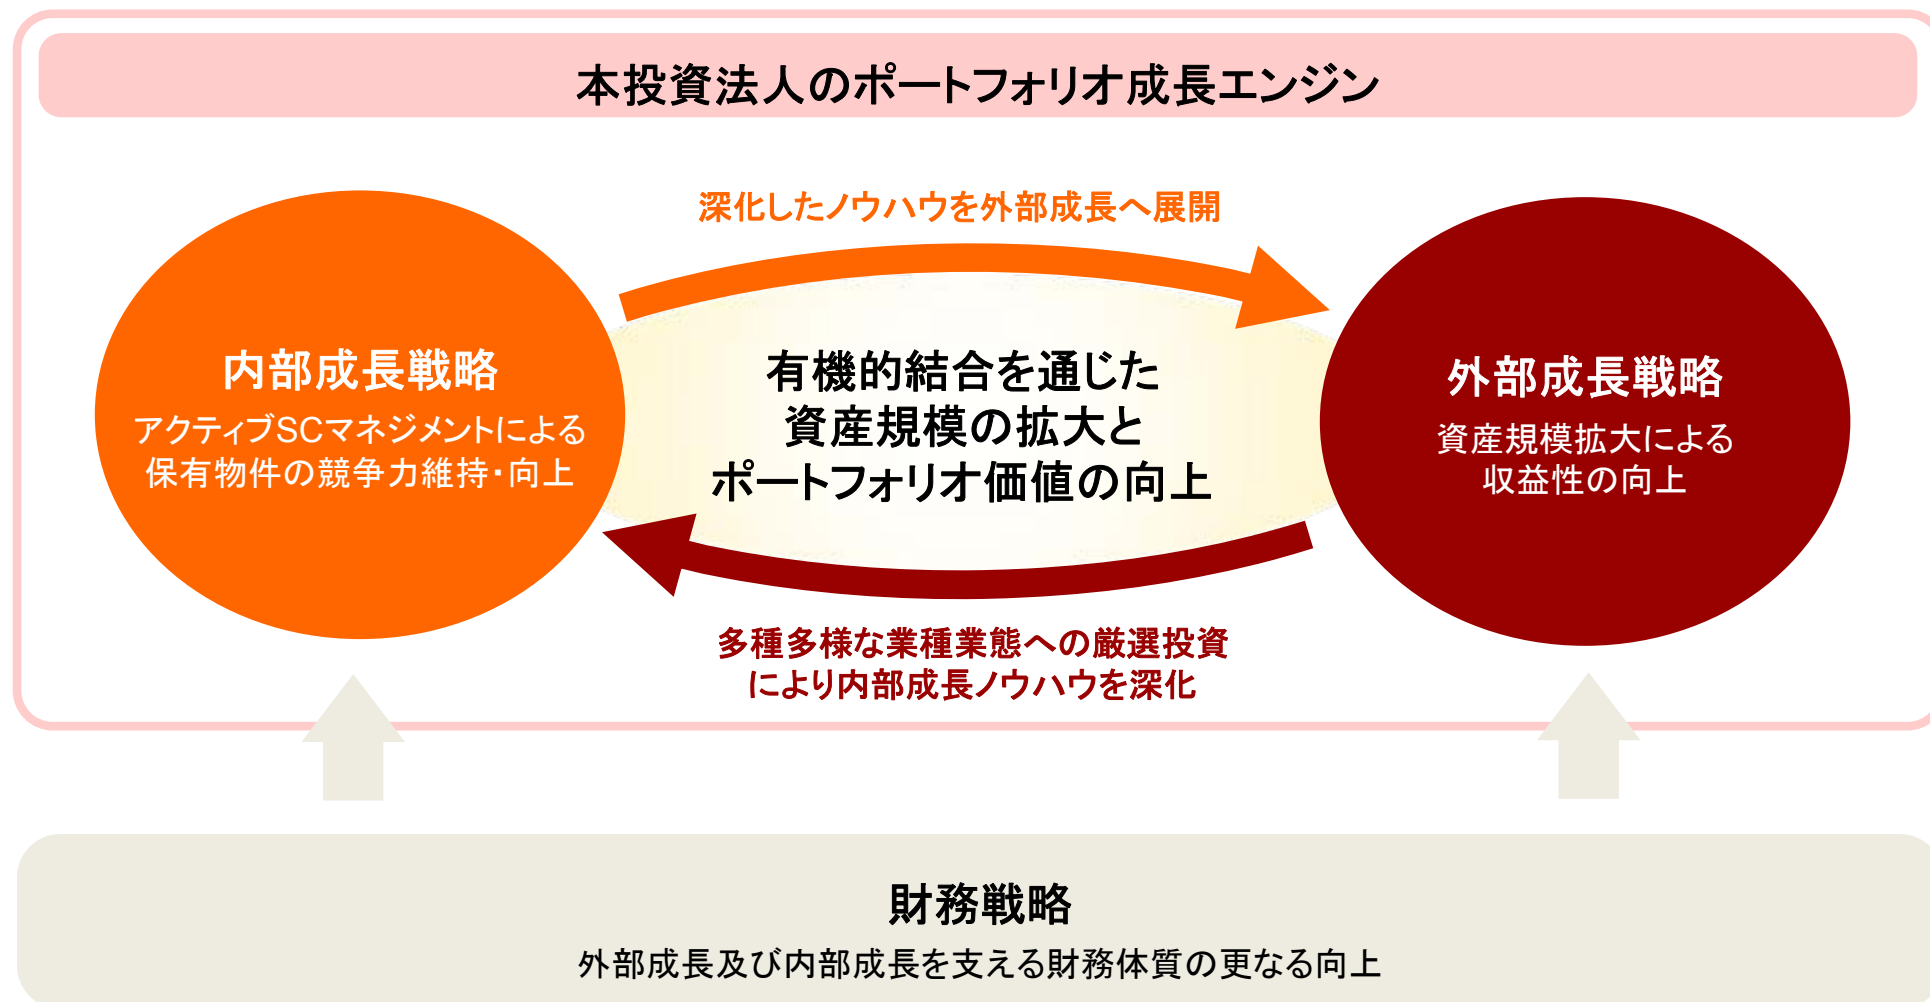 本投資法人のポートフォリオ成長エンジン
深化したノウハウを外部成長へ展開
内部成長戦略
アクティブSCマネジメントによる
保有物件の競争力維持・向上
有機的結合を通じた
資産規模の拡大と
ポートフォリオ価値の向上
外部成長戦略
資産規模拡大による
収益性の向上
多種多様な業種業態への厳選投資
により内部成長ノウハウを深化
財務戦略
外部成長及び内部成長を支える財務体質の更なる向上